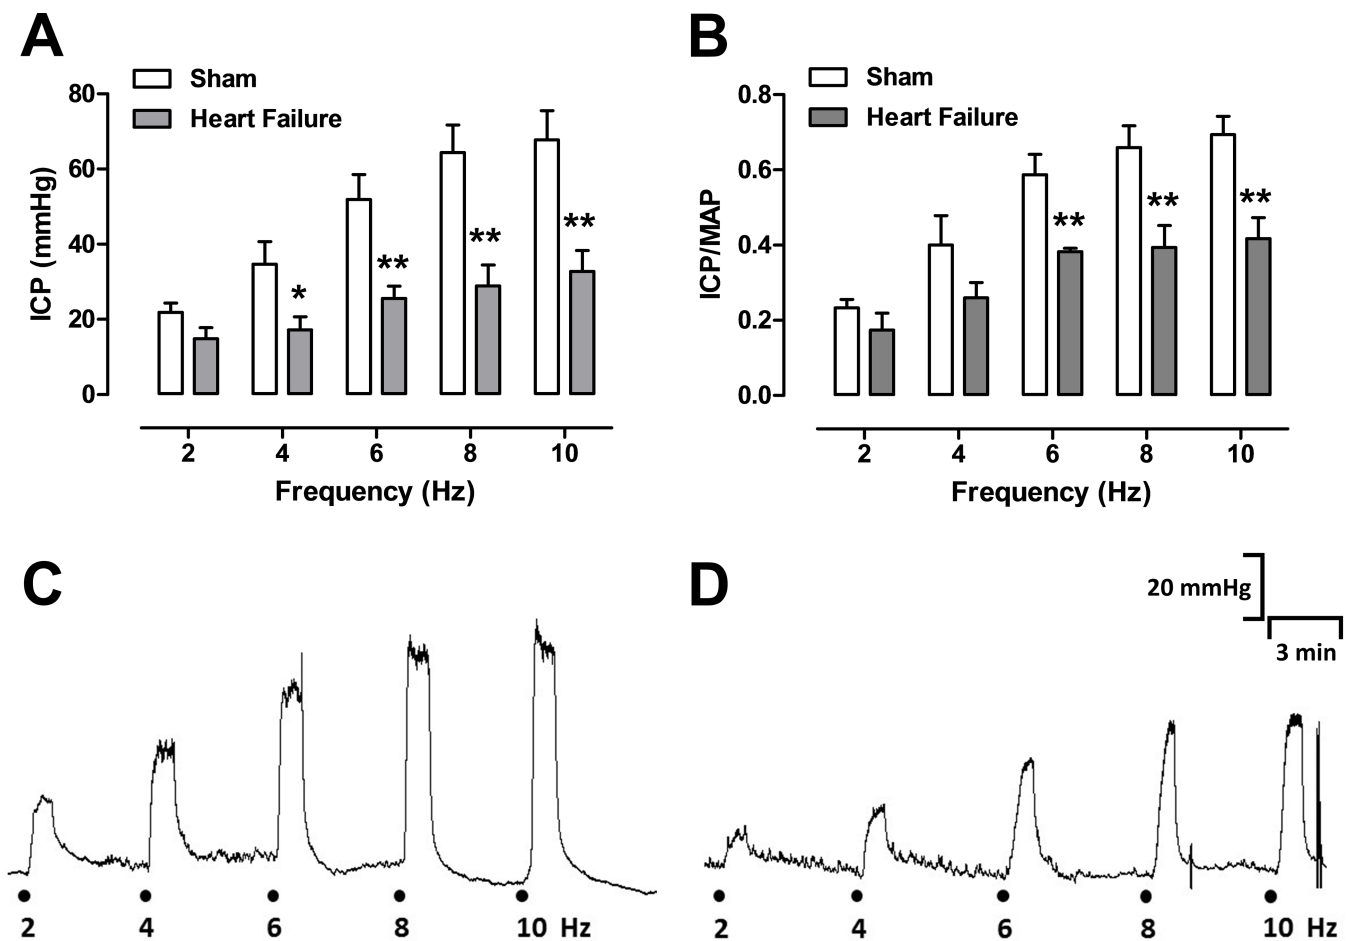 A
Sham
Heart Failure
ICP (mmHg)
80
60
40
20
0
*
**
**
**
2 4 6 8 10
Frequency (Hz)
B
Sham
Heart Failure
ICP/MAP
0.8
0.6
0.4
0.2
0.0
**
**
**
2 4 6 8 10
Frequency (Hz)
C
2 4 6 8 10 Hz
D
20 mmHg
3 min
2 4 6 8 10 Hz